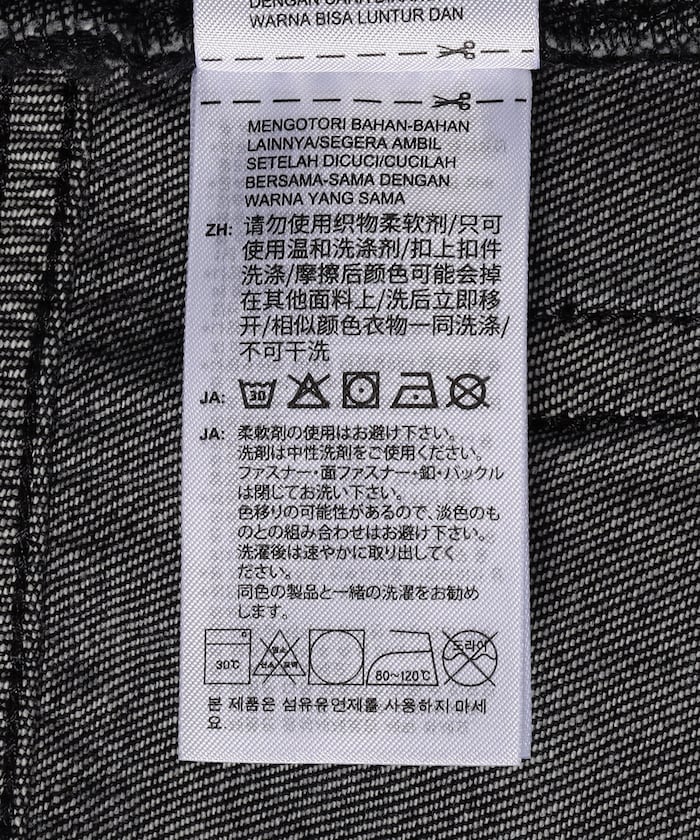 WARNA BISA LUNTUR DAN
MENGOTORI BAHAN-BAHAN
LAINNYA/SEGERA AMBIL
SETELAH DICUCI/CUCILAH
BERSAMA-SAMA DENGAN
WARNA YANG SAMA
ZH: 请勿使用织物柔软剂/只可
使用温和洗涤剂/扣上扣件
洗涤/摩擦后颜色可能会掉
在其他面料上/洗后立即移
开/相似颜色衣物一同洗涤/
不可干洗
JA: 30
JA: 柔軟剤の使用はお避け下さい。
洗剤は中性洗剤をご使用ください。
ファスナー・面ファスナー・釦・バックル
は閉じてお洗い下さい。
色移りの可能性があるので、淡色のも
のとの組み合わせはお避け下さい。
洗濯後は速やかに取り出してく
ださい。
同色の製品と一緒の洗濯をお勧め
します。
30℃ 염소 산소 표백 80~120℃ 드라이
본 제품은 섬유유연제를 사용하지 마세
요.